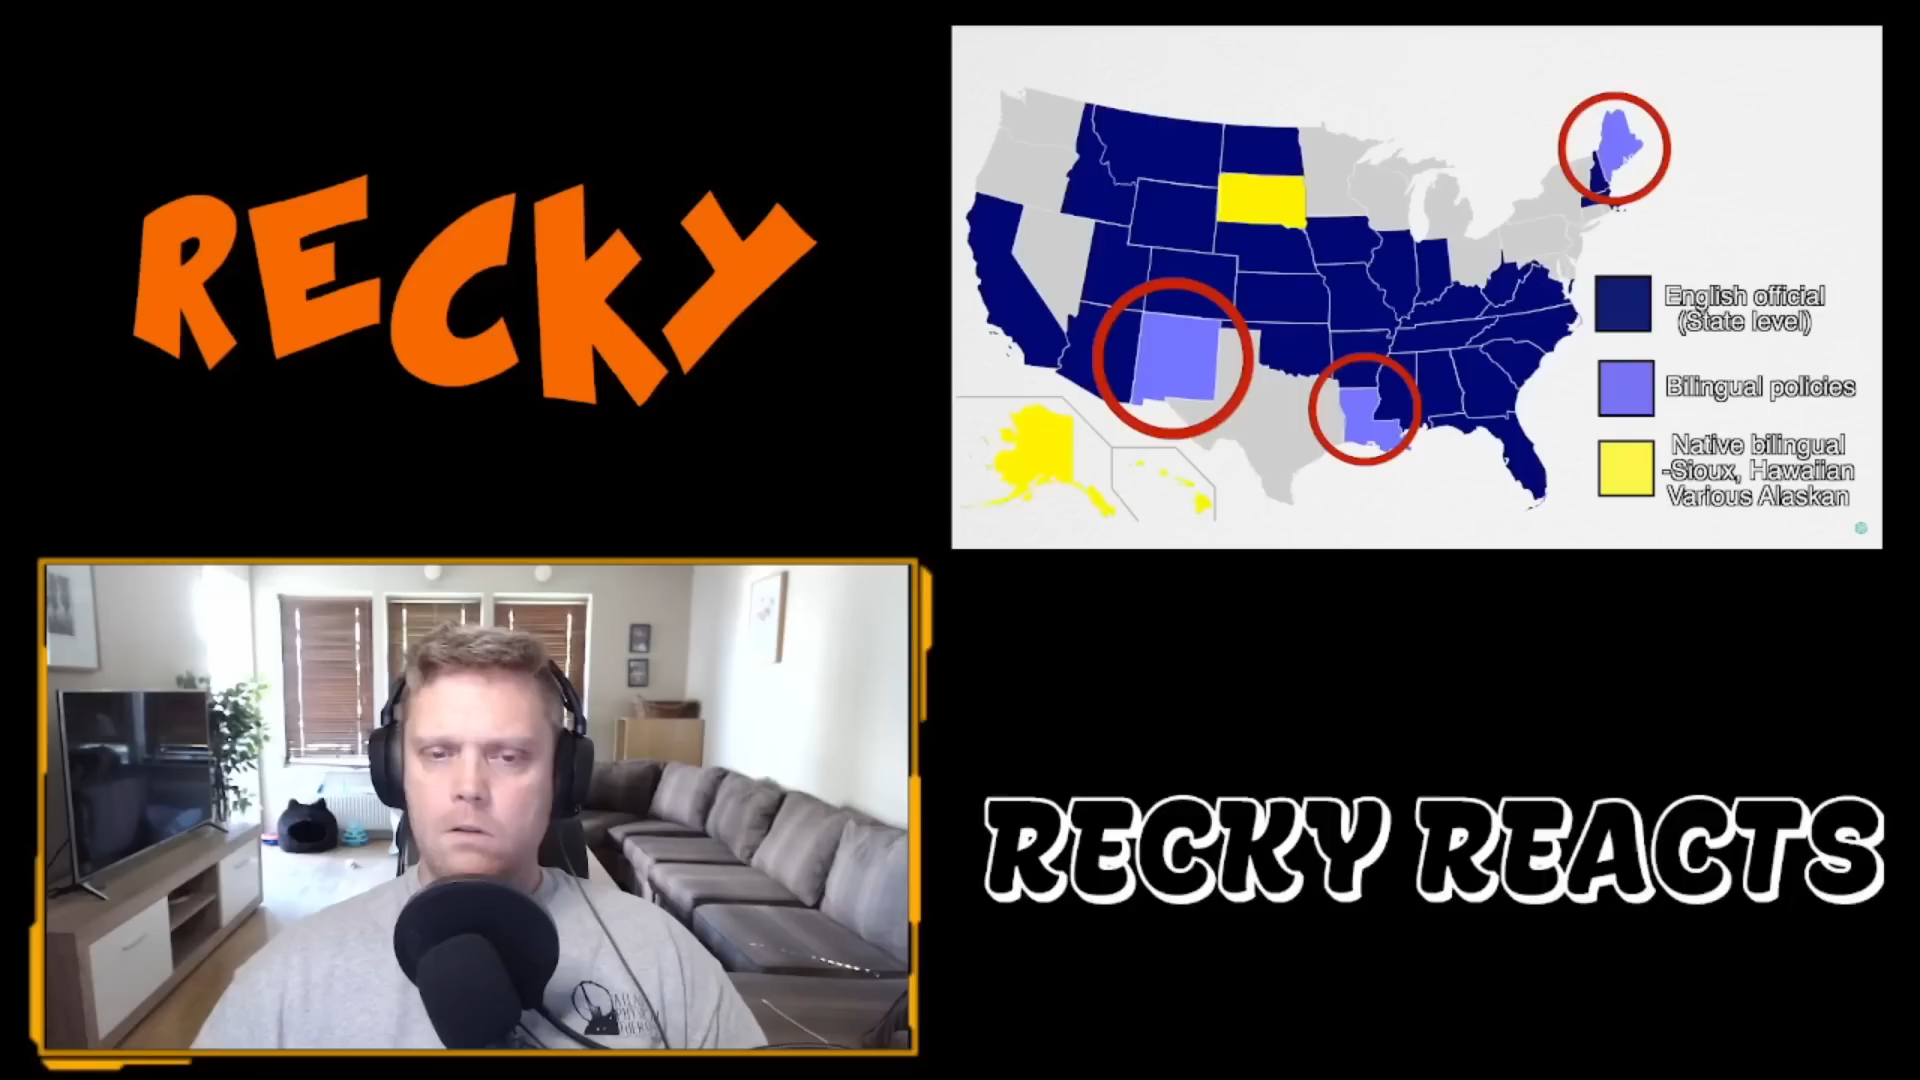 RECKY
English official
(State level)
Bilingual policies
Native bilingual
-Sioux, Hawaiian
Various Alaskan
RECKY REACTS